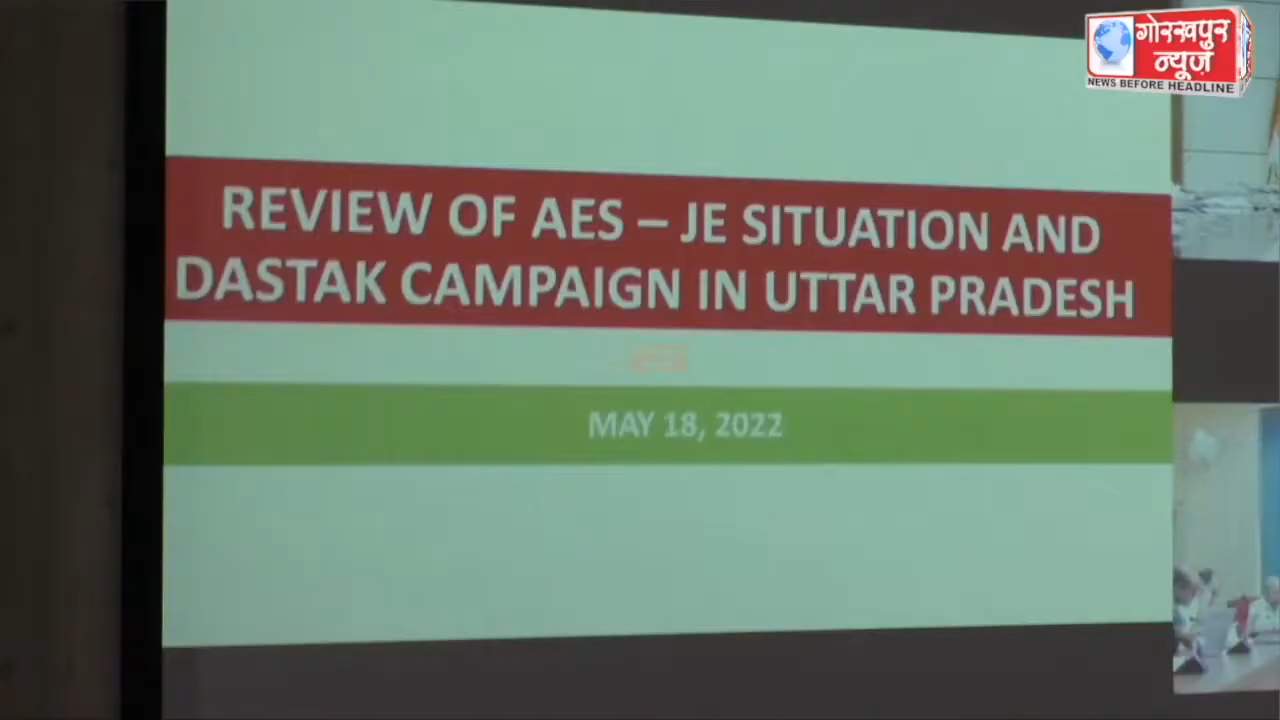 गोरखपुर
न्यूज़
NEWS BEFORE HEADLINE
REVIEW OF AES – JE SITUATION AND
DASTAK CAMPAIGN IN UTTAR PRADESH
MAY 18, 2022